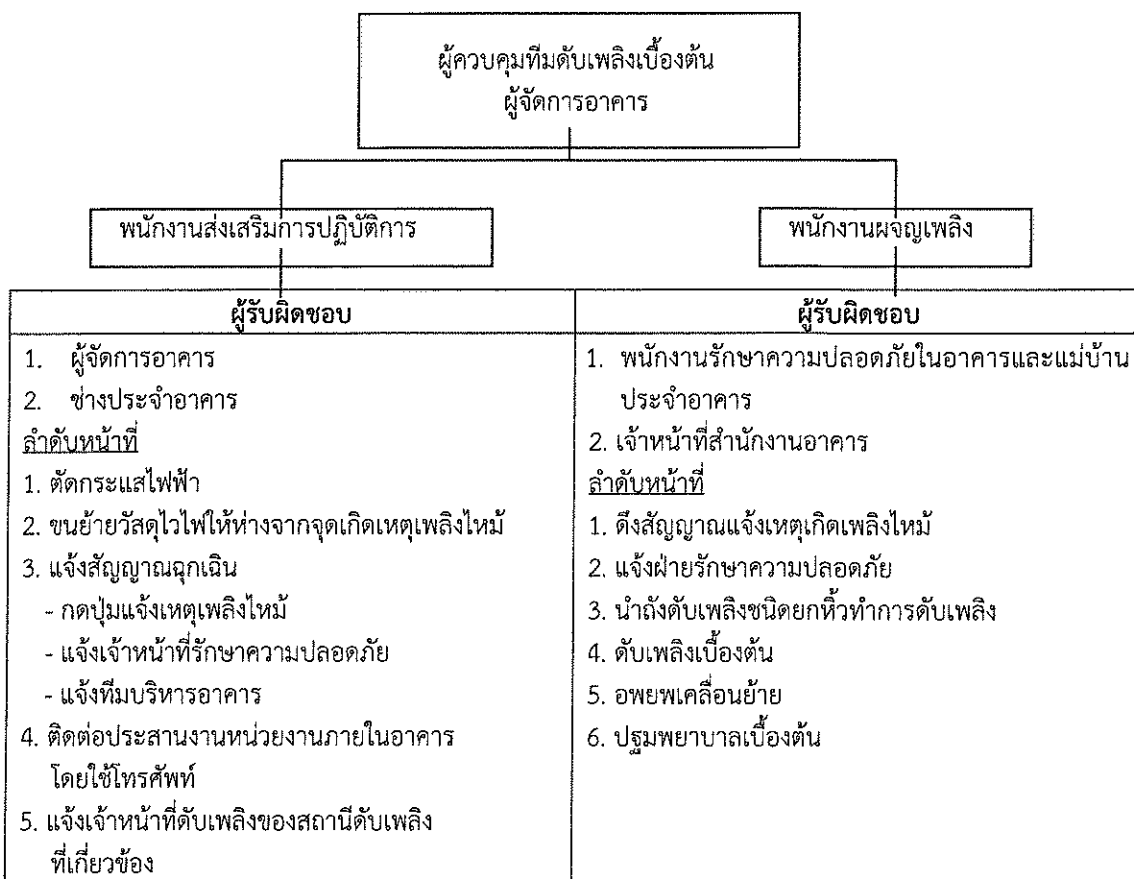 ผู้ควบคุมทีมดับเพลิงเบื้องต้น
ผู้จัดการอาคาร
พนักงานส่งเสริมการปฏิบัติการ
พนักงานผจญเพลิง
ผู้รับผิดชอบ
1. ผู้จัดการอาคาร
2. ช่างประจำอาคาร
ลำดับหน้าที่
1. ตัดกระแสไฟฟ้า
2. ขนย้ายวัสดุไวไฟให้ห่างจากจุดเกิดเหตุเพลิงไหม้
3. แจ้งสัญญาณฉุกเฉิน
- กดปุ่มแจ้งเหตุเพลิงไหม้
- แจ้งเจ้าหน้าที่รักษาความปลอดภัย
- แจ้งทีมบริหารอาคาร
4. ติดต่อประสานงานหน่วยงานภายในอาคาร
โดยใช้โทรศัพท์
5. แจ้งเจ้าหน้าที่ดับเพลิงของสถานีดับเพลิง
ที่เกี่ยวข้อง
ผู้รับผิดชอบ
1. พนักงานรักษาความปลอดภัยในอาคารและแม่บ้าน
ประจำอาคาร
2. เจ้าหน้าที่สำนักงานอาคาร
ลำดับหน้าที่
1. ดึงสัญญาณแจ้งเหตุเกิดเพลิงไหม้
2. แจ้งฝ่ายรักษาความปลอดภัย
3. นำถังดับเพลิงชนิดยกหิ้วทำการดับเพลิง
4. ดับเพลิงเบื้องต้น
5. อพยพเคลื่อนย้าย
6. ปฐมพยาบาลเบื้องต้น